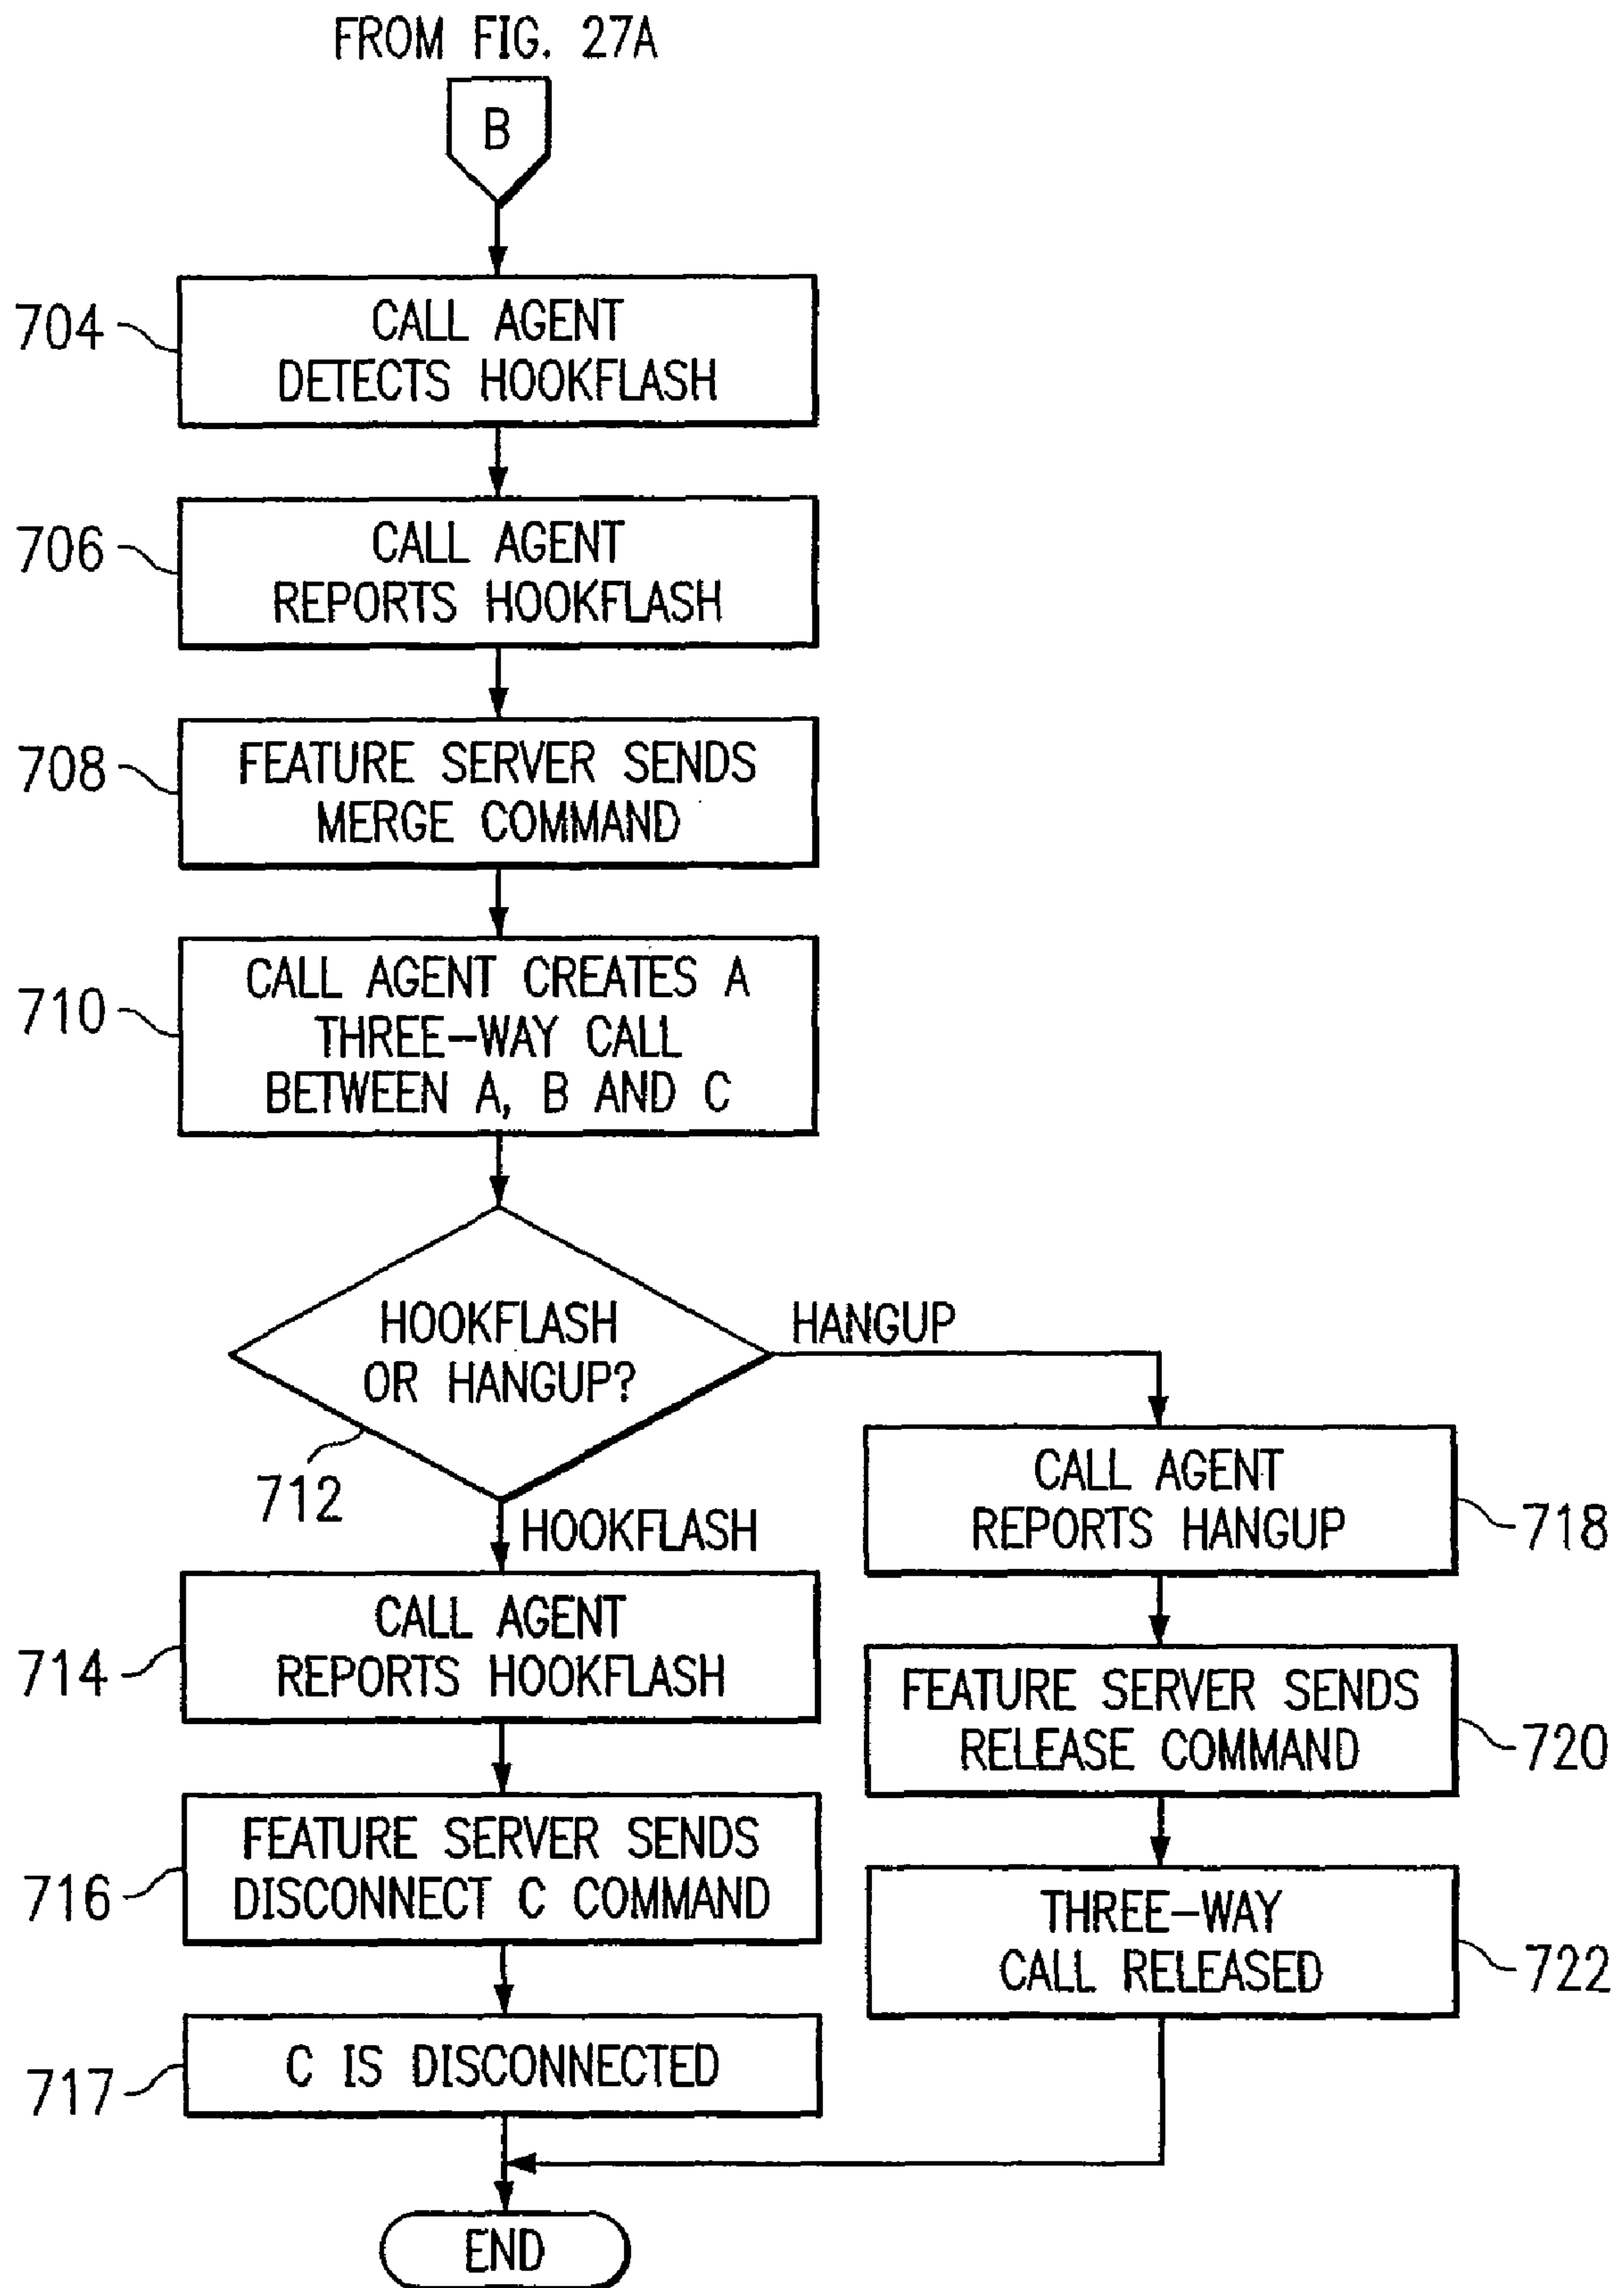 FROM FIG. 27A
B
704
CALL AGENT
DETECTS HOOKFLASH
706
CALL AGENT
REPORTS HOOKFLASH
708
FEATURE SERVER SENDS
MERGE COMMAND
710
CALL AGENT CREATES A
THREE-WAY CALL
BETWEEN A, B AND C
HOOKFLASH
OR HANGUP?
712
HANGUP
HOOKFLASH
714
CALL AGENT
REPORTS HOOKFLASH
716
FEATURE SERVER SENDS
DISCONNECT C COMMAND
717
C IS DISCONNECTED
CALL AGENT
REPORTS HANGUP
718
FEATURE SERVER SENDS
RELEASE COMMAND
720
THREE-WAY
CALL RELEASED
722
END